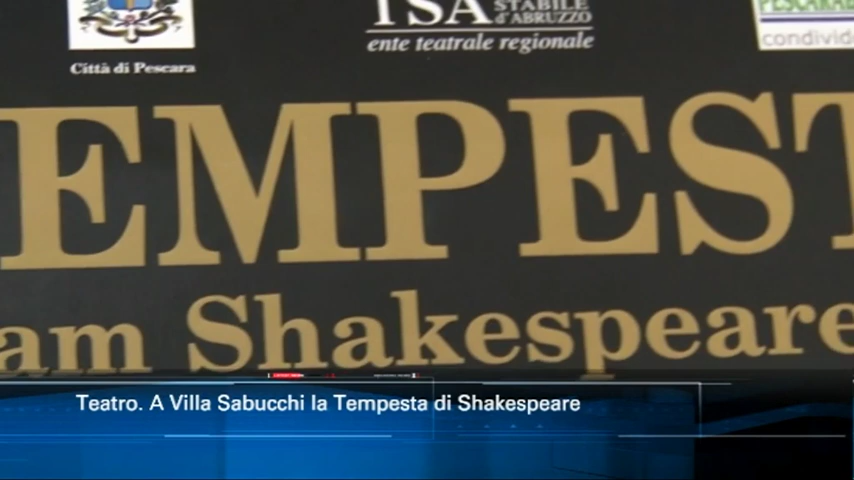 TSA STABILE
d'ABRUZZO
ente teatrale regionale
Città di Pescara
condivid
EMPEST
am Shakespeare
Teatro. A Villa Sabucchi la Tempesta di Shakespeare